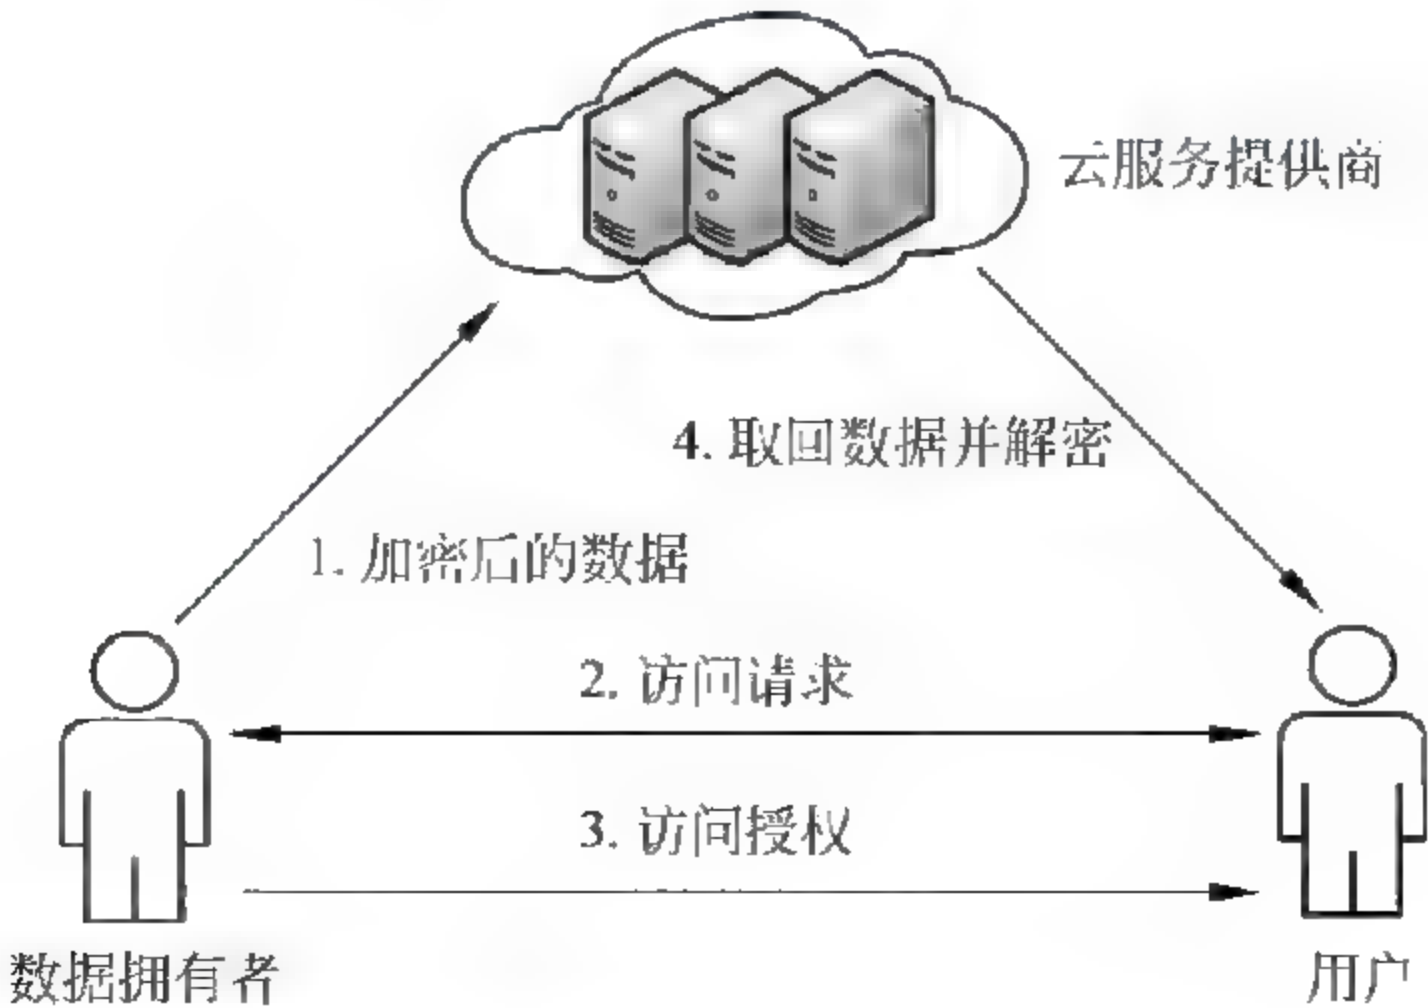 云服务提供商
4. 取回数据并解密
1. 加密后的数据
2. 访问请求
3. 访问授权
数据拥有者
用户